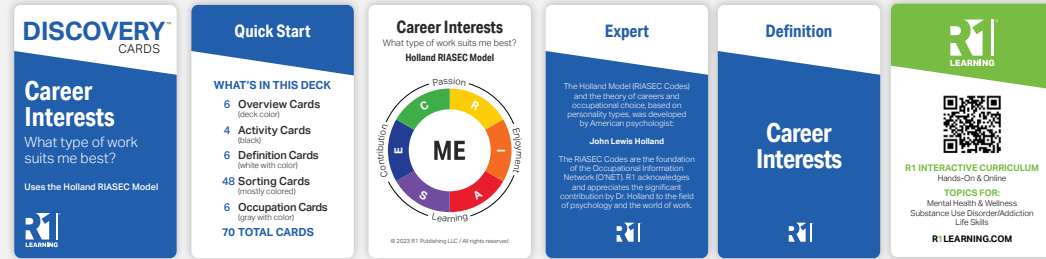 DISCOVERY™
CARDS
Career
Interests
What type of work
suits me best?
Uses the Holland RIASEC Model
R1
LEARNING
Quick Start
WHAT'S IN THIS DECK
6 Overview Cards
(deck color)
4 Activity Cards
(black)
6 Definition Cards
(white with color)
48 Sorting Cards
(mostly colored)
6 Occupation Cards
(gray with color)
70 TOTAL CARDS
Career Interests
What type of work suits me best?
Holland RIASEC Model
Passion
Enjoyment
Learning
Contribution
R
I
A
S
E
C
ME
© 2023 R1 Publishing LLC / All rights reserved
Expert
The Holland Model (RIASEC Codes)
and the theory of careers and
occupational choice, based on
personality types, was developed
by American psychologist:
John Lewis Holland
The RIASEC Codes are the foundation
of the Occupational Information
Network (O*NET). R1 acknowledges
and appreciates the significant
contribution by Dr. Holland to the field
of psychology and the world of work.
R1
Definition
Career
Interests
R1
R1
LEARNING
R1 INTERACTIVE CURRICULUM
Hands-On & Online
TOPICS FOR:
Mental Health & Wellness
Substance Use Disorder/Addiction
Life Skills
R1LEARNING.COM